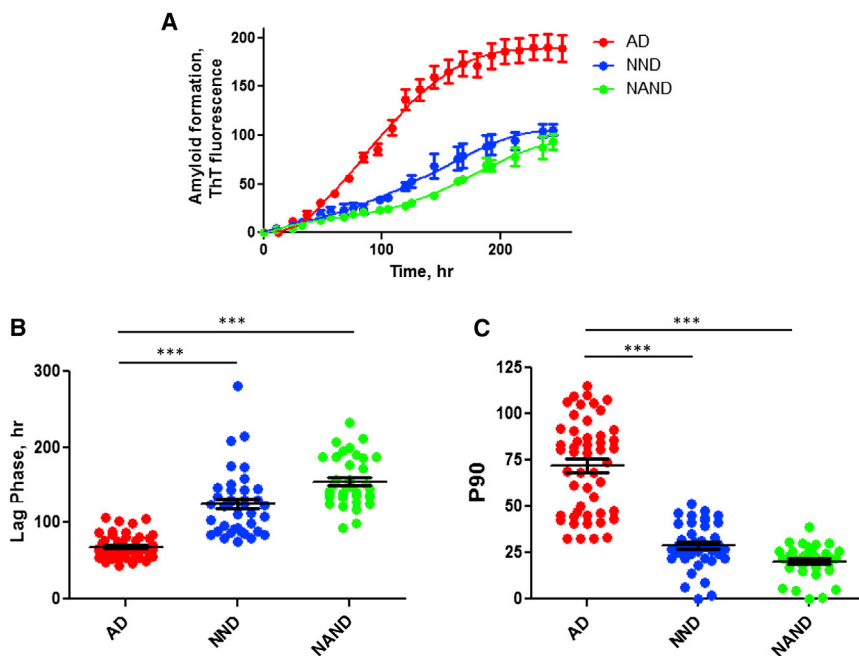 A
Amyloid formation,
ThT fluorescence
200
150
100
50
0
0
100
200
Time, hr
AD
NND
NAND
B
***
***
Lag Phase, hr
300
200
100
0
AD
NND
NAND
C
***
***
P90
125
100
75
50
25
0
AD
NND
NAND